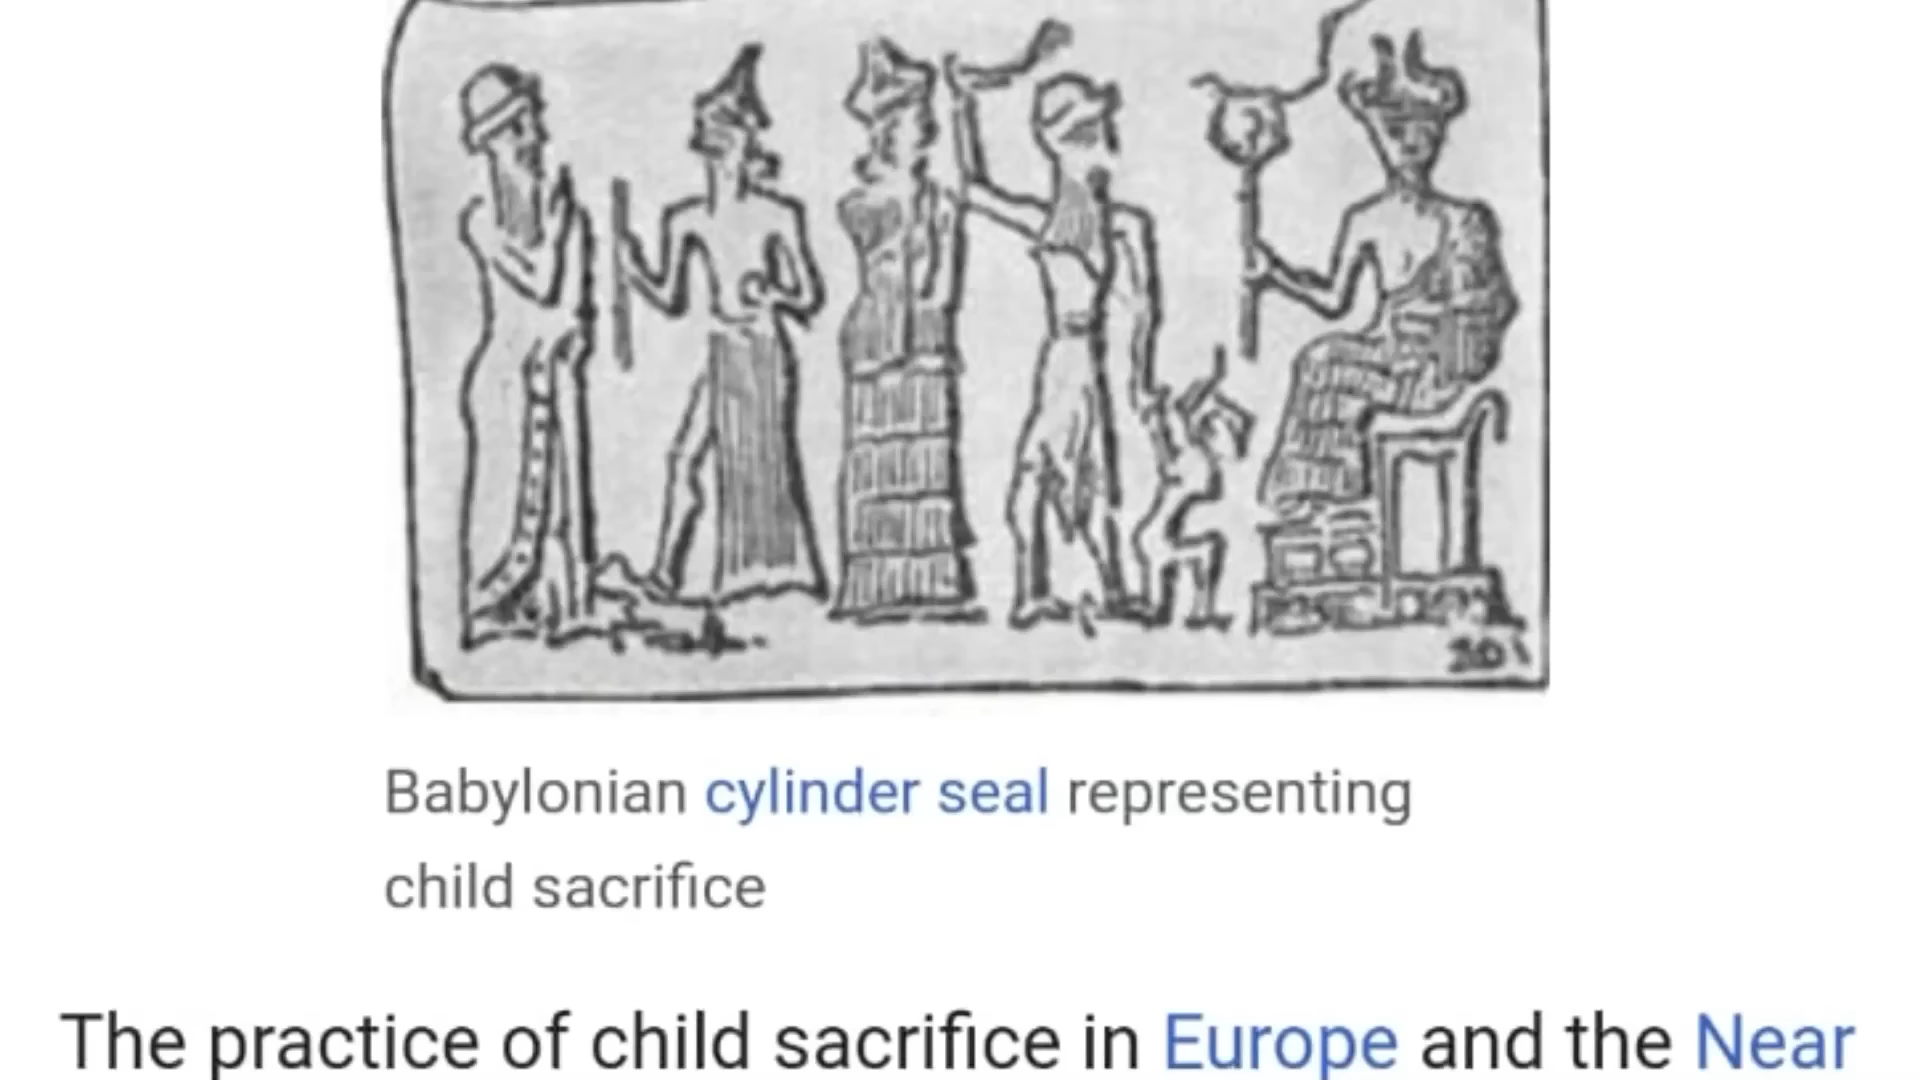 Babylonian cylinder seal representing
child sacrifice
The practice of child sacrifice in Europe and the Near